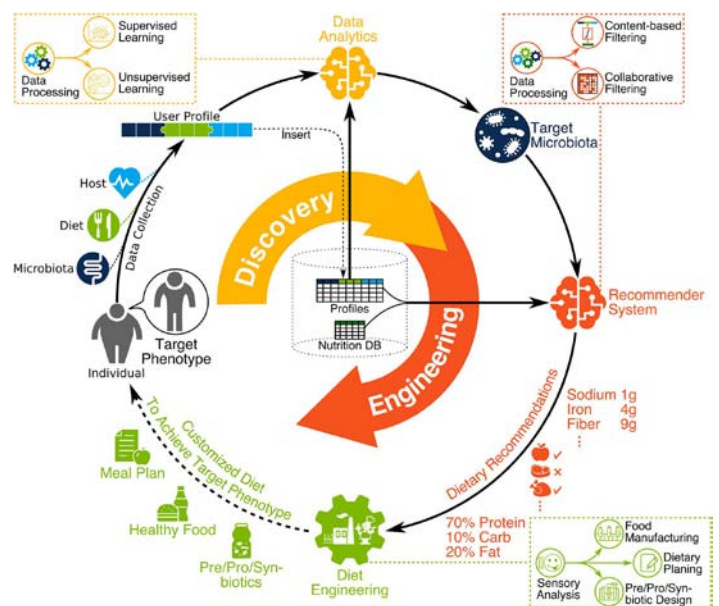 Supervised
Learning
Data
Processing
Unsupervised
Learning
Data
Analytics
Content-based
Filtering
Data
Processing
Collaborative
Filtering
User Profile
Insert
Target
Microbiota
Host
Diet
Microbiota
Data Collection
Discovery
Engineering
Profiles
Nutrition DB
Recommender
System
Target
Phenotype
Individual
Dietary Recommendations
Sodium 1g
Iron 4g
Fiber 9g
Customized Diet
To Achieve Target Phenotype
Meal Plan
Healthy Food
Pre/Pro/Syn-
biotics
Diet
Engineering
70% Protein
10% Carb
20% Fat
Food
Manufacturing
Sensory
Analysis
Dietary
Planing
Pre/Pro/Syn-
biotic Design